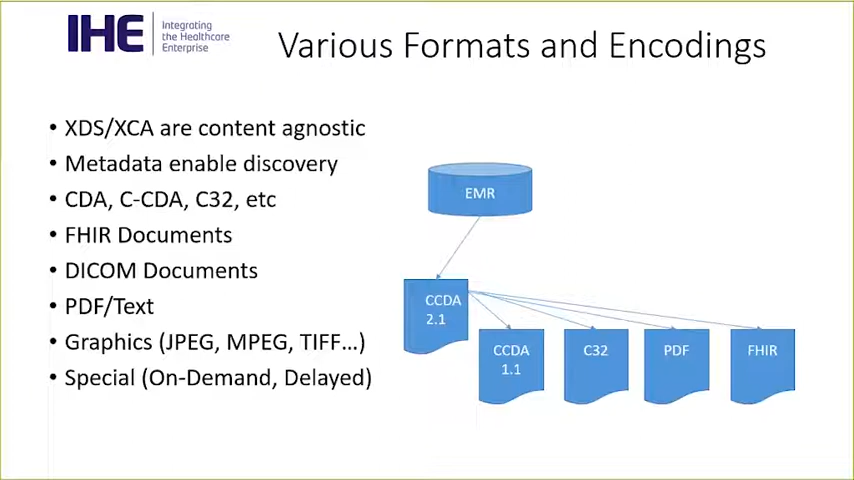 IHE
Integrating
the Healthcare
Enterprise
Various Formats and Encodings
• XDS/XCA are content agnostic
• Metadata enable discovery
• CDA, C-CDA, C32, etc
• FHIR Documents
• DICOM Documents
• PDF/Text
• Graphics (JPEG, MPEG, TIFF...)
• Special (On-Demand, Delayed)
EMR
CCDA
2.1
CCDA
1.1
C32
PDF
FHIR